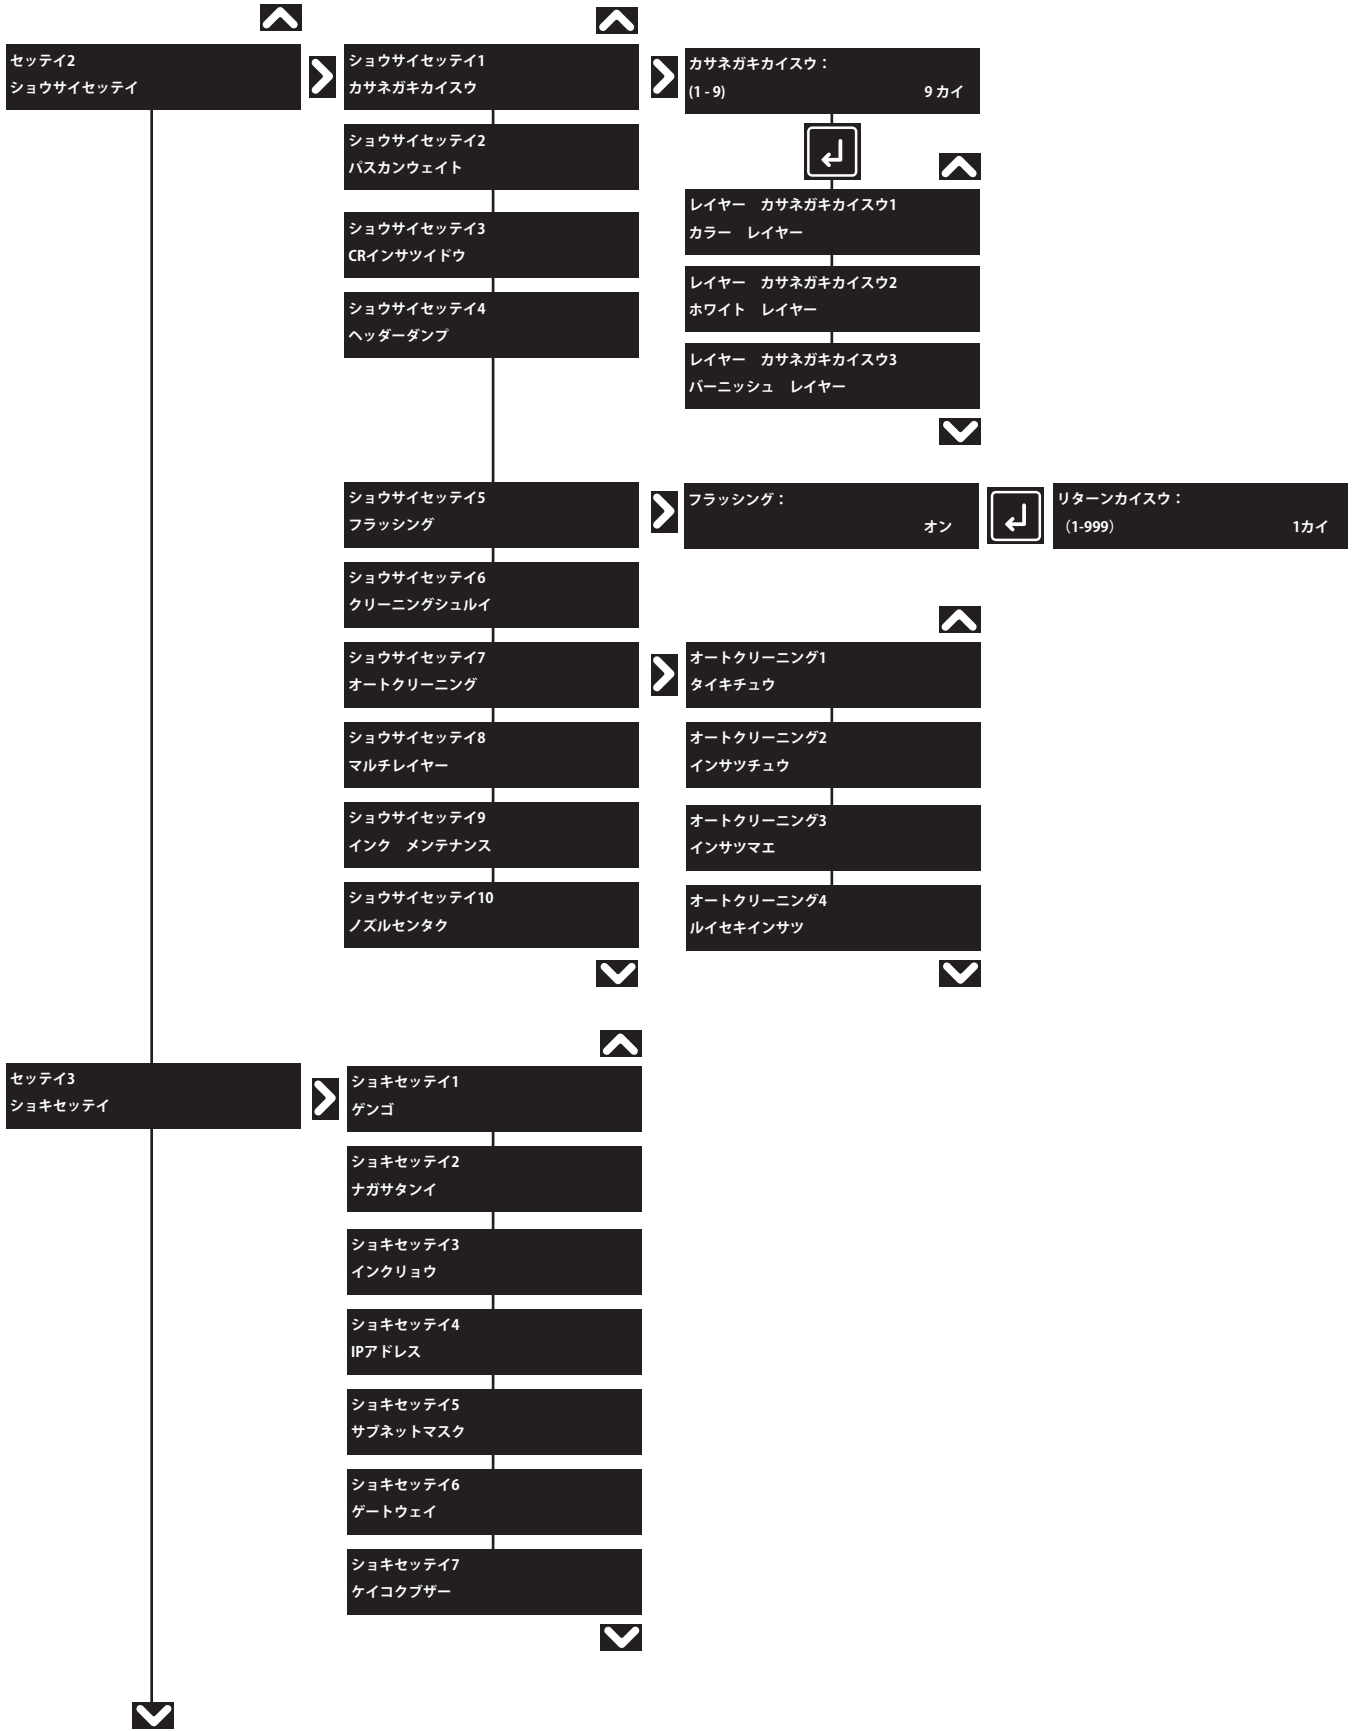 セッテイ2
ショウサイセッテイ
ショウサイセッテイ1
カサネガキカイスウ
カサネガキカイスウ：
(1 - 9) 9 カイ
レイヤー　カサネガキカイスウ1
カラー　レイヤー
レイヤー　カサネガキカイスウ2
ホワイト　レイヤー
レイヤー　カサネガキカイスウ3
バーニッシュ　レイヤー
ショウサイセッテイ2
パスカンウェイト
ショウサイセッテイ3
CRインサツイドウ
ショウサイセッテイ4
ヘッダーダンプ
ショウサイセッテイ5
フラッシング
フラッシング：
オン
リターンカイスウ：
（1-999） 1カイ
ショウサイセッテイ6
クリーニングシュルイ
ショウサイセッテイ7
オートクリーニング
オートクリーニング1
タイキチュウ
オートクリーニング2
インサツチュウ
オートクリーニング3
インサツマエ
オートクリーニング4
ルイセキインサツ
ショウサイセッテイ8
マルチレイヤー
ショウサイセッテイ9
インク　メンテナンス
ショウサイセッテイ10
ノズルセンタク
セッテイ3
ショキセッテイ
ショキセッテイ1
ゲンゴ
ショキセッテイ2
ナガサタンイ
ショキセッテイ3
インクリョウ
ショキセッテイ4
IPアドレス
ショキセッテイ5
サブネットマスク
ショキセッテイ6
ゲートウェイ
ショキセッテイ7
ケイコクブザー